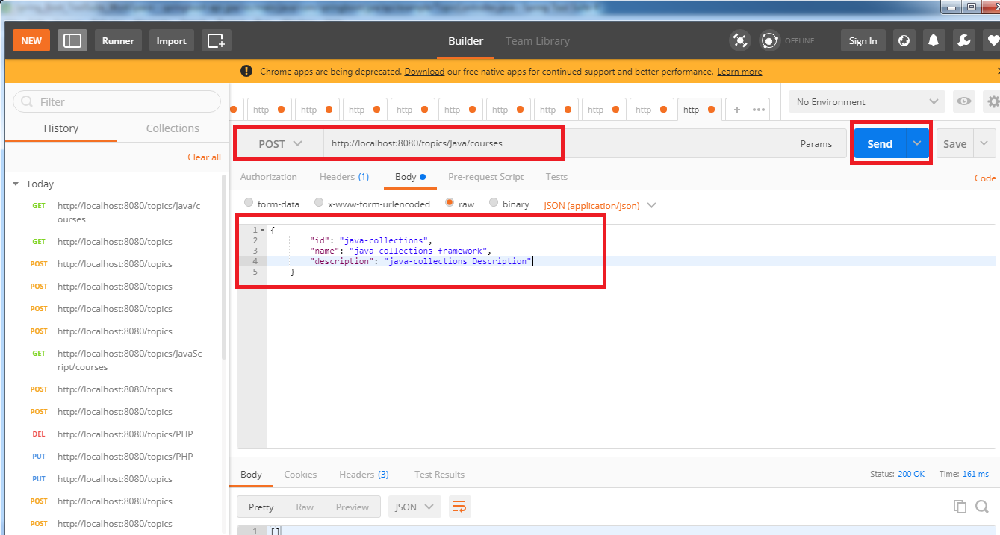 NEW Runner Import Builder Team Library OFFLINE Sign In
Chrome apps are being deprecated. Download our free native apps for continued support and better performance. Learn more
Filter
http http http http http http http http http http + •••
No Environment
History Collections
POST http://localhost:8080/topics/Java/courses Params Send Save
Clear all
Authorization Headers (1) Body Pre-request Script Tests Code
Today
form-data x-www-form-urlencoded raw binary JSON (application/json)
GET http://localhost:8080/topics/Java/c
ourses
GET http://localhost:8080/topics
POST http://localhost:8080/topics
POST http://localhost:8080/topics
POST http://localhost:8080/topics
POST http://localhost:8080/topics
GET http://localhost:8080/topics/JavaSc
ript/courses
POST http://localhost:8080/topics
POST http://localhost:8080/topics
DEL http://localhost:8080/topics/PHP
PUT http://localhost:8080/topics/PHP
PUT http://localhost:8080/topics
POST http://localhost:8080/topics
POST http://localhost:8080/topics
1 {
2 "id": "java-collections",
3 "name": "java-collections framework",
4 "description": "java-collections Description"
5 }
Body Cookies Headers (3) Test Results Status: 200 OK Time: 161 ms
Pretty Raw Preview JSON
1 []